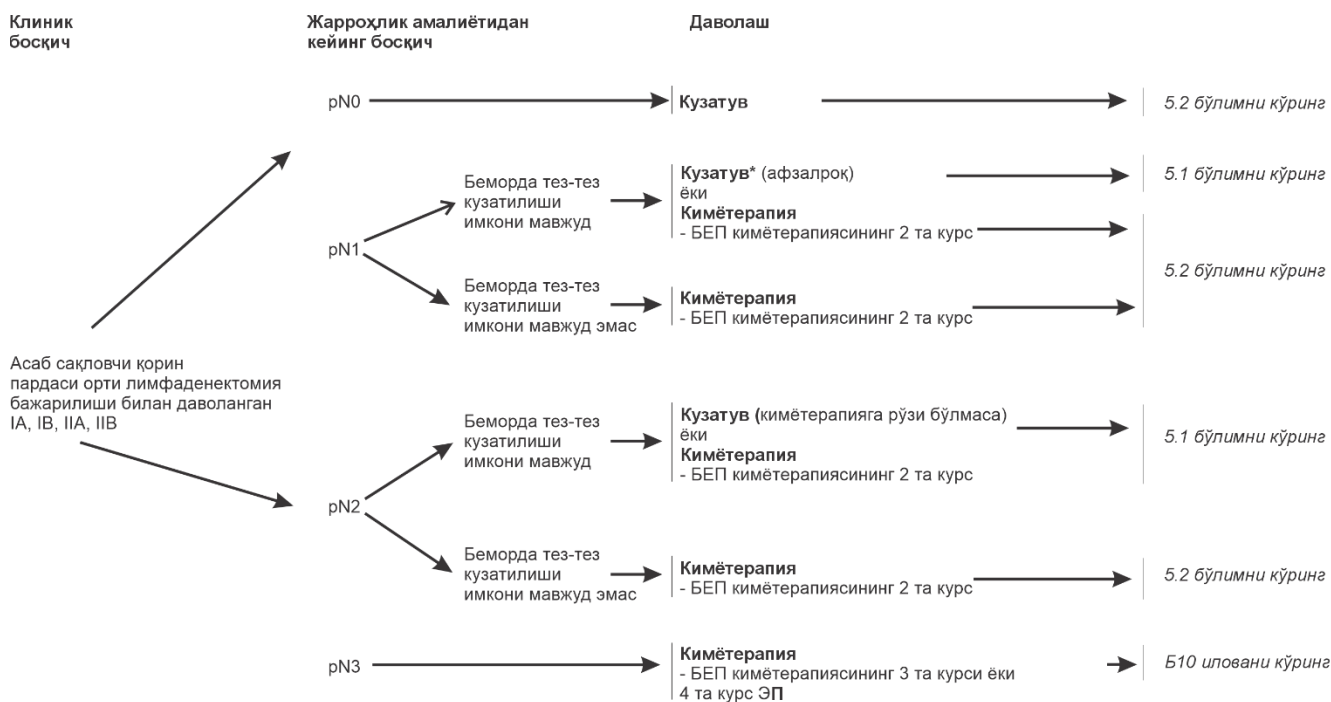 Клиник
босқич
Жарроҳлик амалиётидан
кейинг босқич
Даволаш
pN0
Кузатув
5.2 бўлимни кўринг
pN1
Беморда тез-тез
кузатилиши
имкони мавжуд
Кузатув* (афзалроқ)
ёки
Кимётерапия
- БЕП кимётерапиясининг 2 та курс
5.1 бўлимни кўринг
5.2 бўлимни кўринг
Беморда тез-тез
кузатилиши
имкони мавжуд эмас
Кимётерапия
- БЕП кимётерапиясининг 2 та курс
Асаб сақловчи қорин
пардаси орти лимфаденектомия
бажарилиши билан даволанган
IA, IB, IIA, IIB
pN2
Беморда тез-тез
кузатилиши
имкони мавжуд
Кузатув (кимётерапияга рўзи бўлмаса)
ёки
Кимётерапия
- БЕП кимётерапиясининг 2 та курс
5.1 бўлимни кўринг
Беморда тез-тез
кузатилиши
имкони мавжуд эмас
Кимётерапия
- БЕП кимётерапиясининг 2 та курс
5.2 бўлимни кўринг
pN3
Кимётерапия
- БЕП кимётерапиясининг 3 та курси ёки
4 та курс ЭП
Б10 иловани кўринг